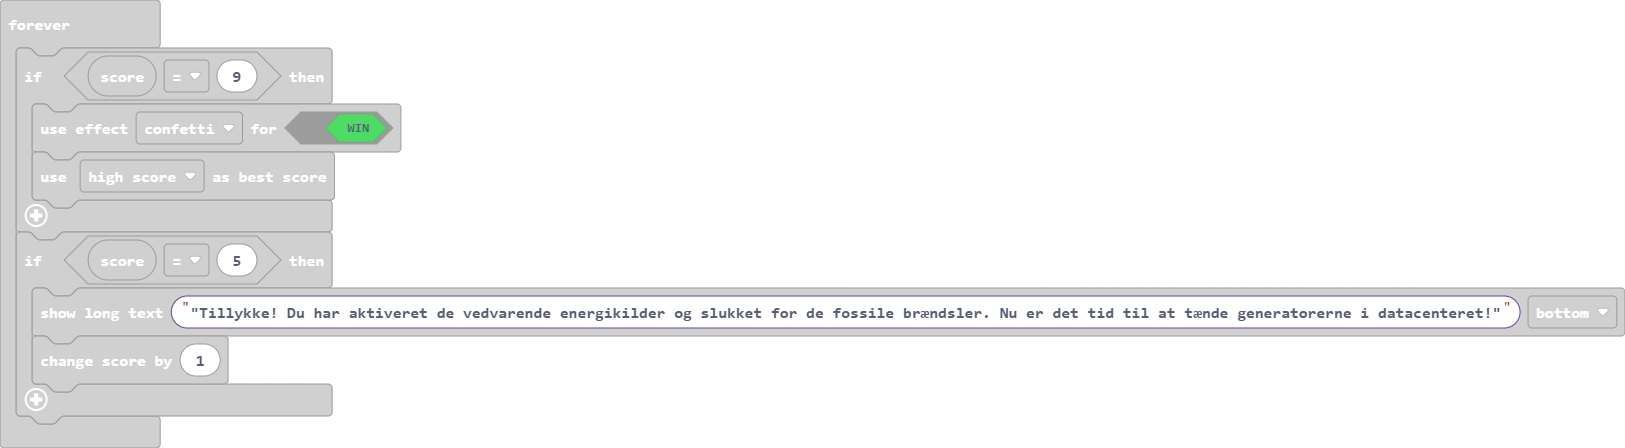 forever
if score = 9 then
use effect confetti for WIN
use high score as best score
if score = 5 then
show long text ""Tillykke! Du har aktiveret de vedvarende energikilder og slukket for de fossile brændsler. Nu er det tid til at tænde generatorerne i datacenteret!"" bottom
change score by 1